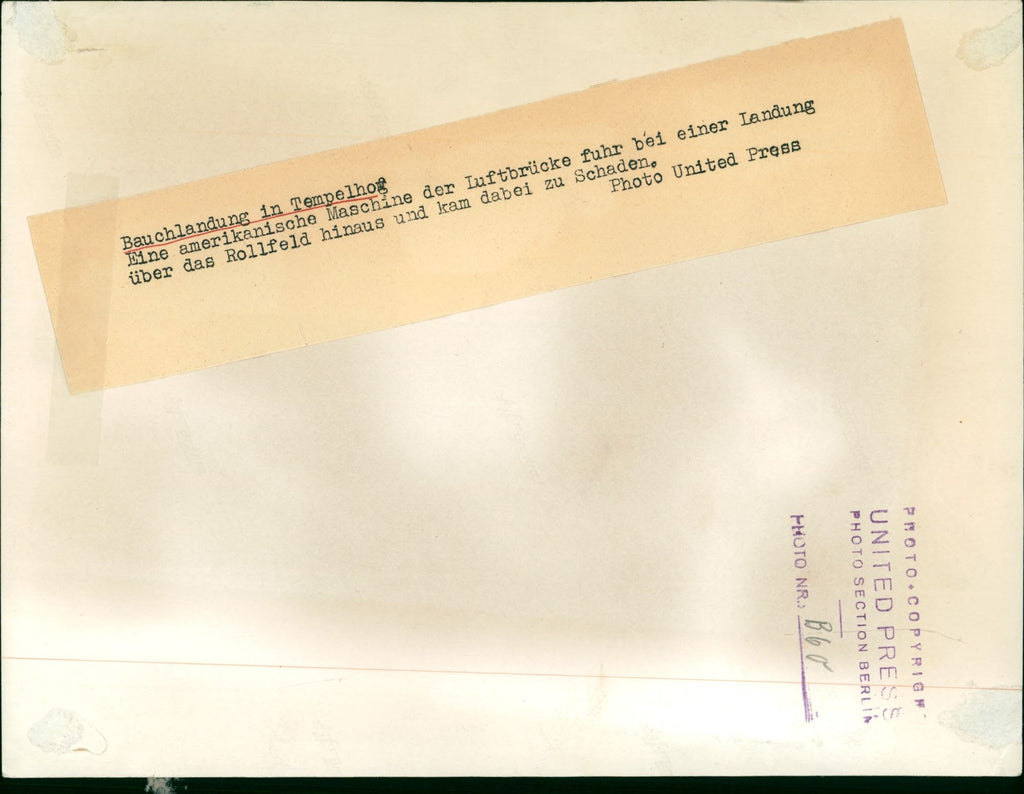 Bauchlandung in Tempelhof
Eine amerikanische Maschine der Luftbrücke fuhr bei einer Landung
über das Rollfeld hinaus und kam dabei zu Schaden.
Photo United Press
PHOTO·COPYRIGH
UNITED PRESS
PHOTO SECTION BERLIN
PHOTO NR.: